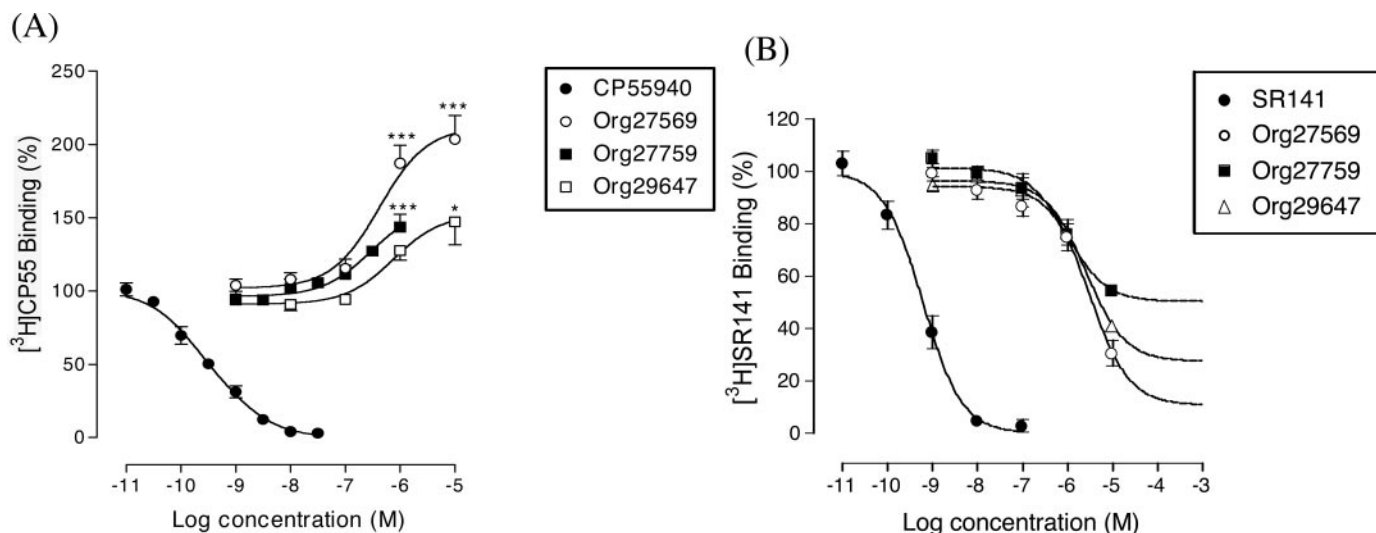 (A)
250
200
150
100
50
0
[³H]CP55 Binding (%)
***
***
***
*
-11 -10 -9 -8 -7 -6 -5
Log concentration (M)
CP55940
Org27569
Org27759
Org29647
(B)
120
100
80
60
40
20
0
[³H]SR141 Binding (%)
-11 -10 -9 -8 -7 -6 -5 -4 -3
Log concentration (M)
SR141
Org27569
Org27759
Org29647